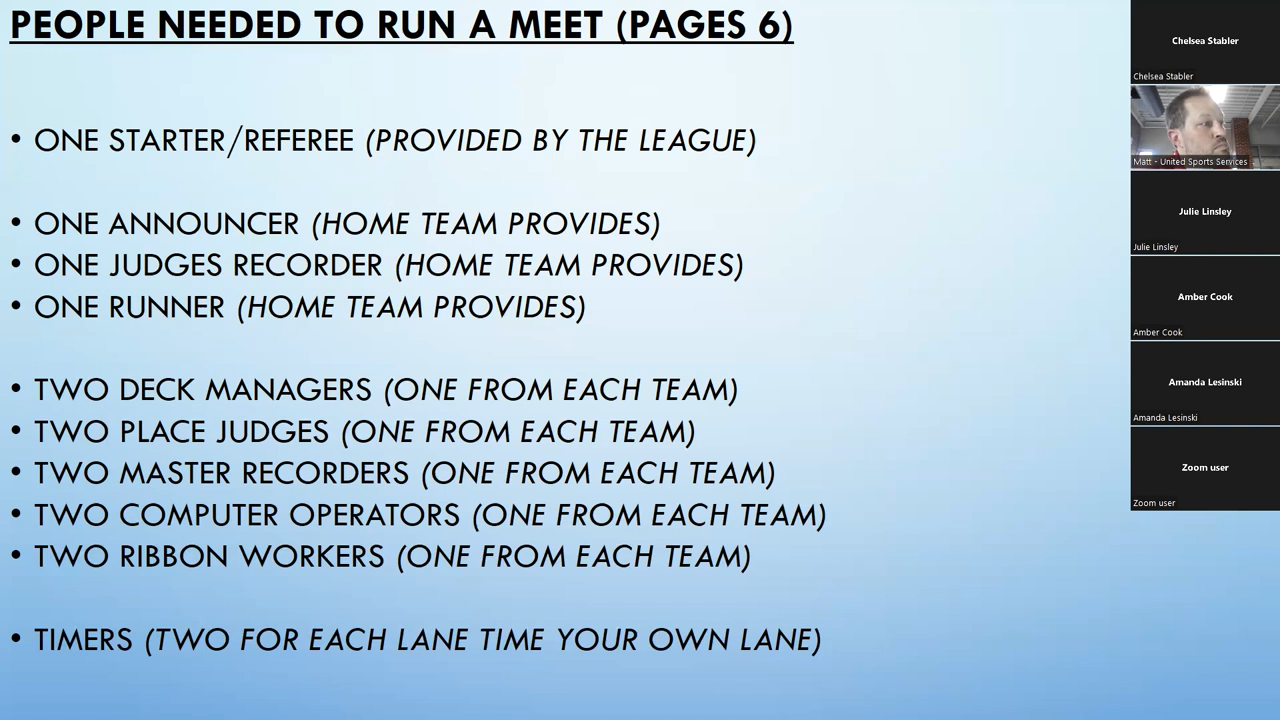 PEOPLE NEEDED TO RUN A MEET (PAGES 6)
• ONE STARTER/REFEREE (PROVIDED BY THE LEAGUE)
• ONE ANNOUNCER (HOME TEAM PROVIDES)
• ONE JUDGES RECORDER (HOME TEAM PROVIDES)
• ONE RUNNER (HOME TEAM PROVIDES)
• TWO DECK MANAGERS (ONE FROM EACH TEAM)
• TWO PLACE JUDGES (ONE FROM EACH TEAM)
• TWO MASTER RECORDERS (ONE FROM EACH TEAM)
• TWO COMPUTER OPERATORS (ONE FROM EACH TEAM)
• TWO RIBBON WORKERS (ONE FROM EACH TEAM)
• TIMERS (TWO FOR EACH LANE TIME YOUR OWN LANE)
Chelsea Stabler
Chelsea Stabler
Matt - United Sports Services
Julie Linsley
Julie Linsley
Amber Cook
Amber Cook
Amanda Lesinski
Amanda Lesinski
Zoom user
Zoom user